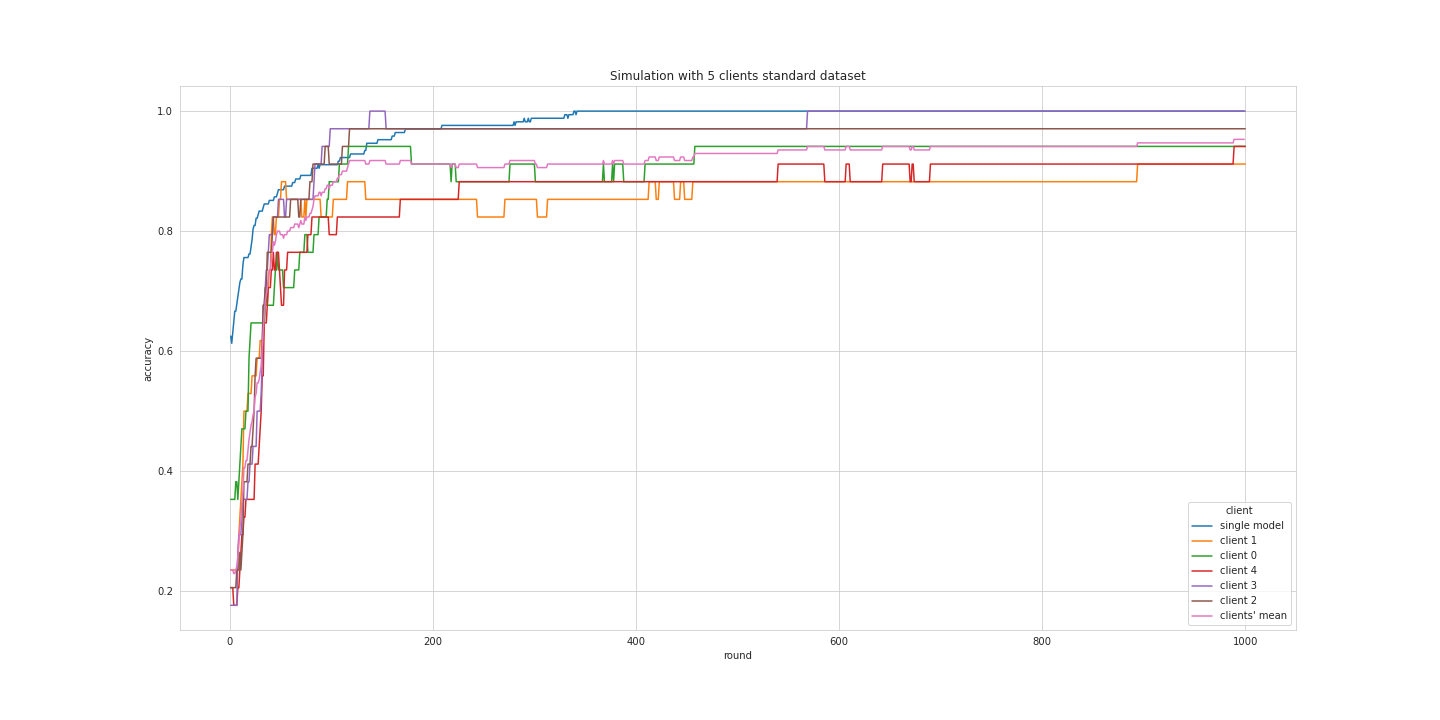 Simulation with 5 clients standard dataset
1.0
0.8
0.6
0.4
0.2
accuracy
0
200
400
600
800
1000
round
client
single model
client 1
client 0
client 4
client 3
client 2
clients' mean